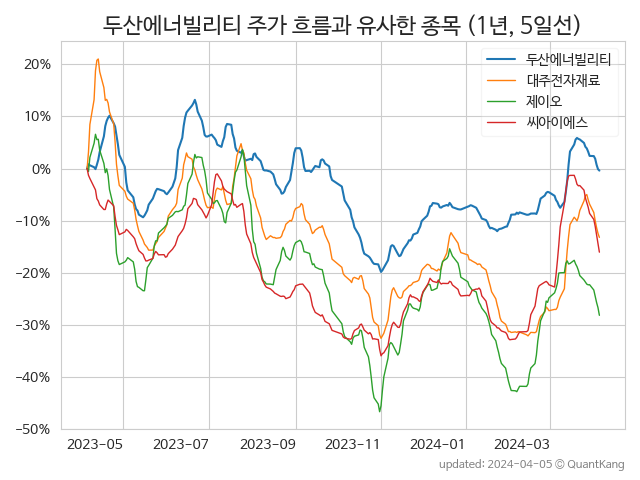 두산에너빌리티 주가 흐름과 유사한 종목 (1년, 5일선)
두산에너빌리티
대주전자재료
제이오
씨아이에스
20%
10%
0%
−10%
−20%
−30%
−40%
−50%
2023-05 2023-07 2023-09 2023-11 2024-01 2024-03
updated: 2024-04-05 © QuantKang